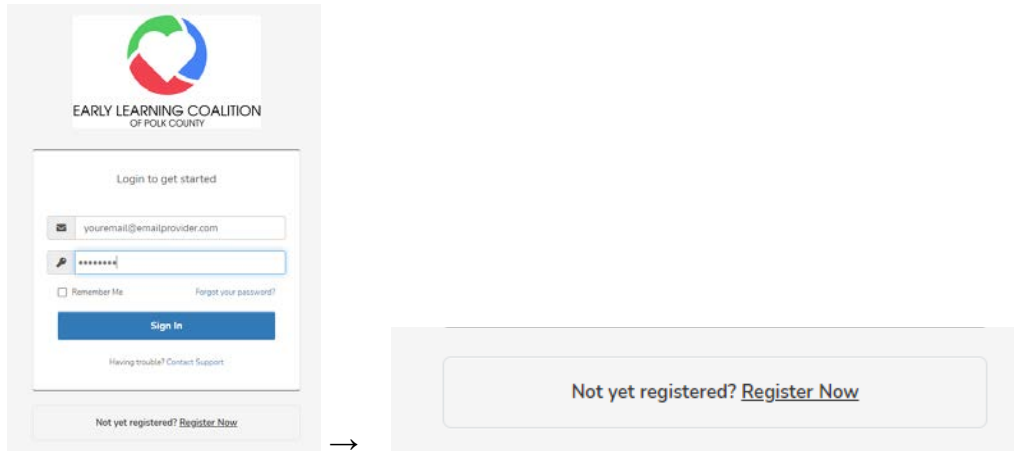 EARLY LEARNING COALITION
OF POLK COUNTY
Login to get started
youremail@emailprovider.com
********
Remember Me Forgot your password?
Sign In
Having trouble? Contact Support
Not yet registered? Register Now
→
Not yet registered? Register Now